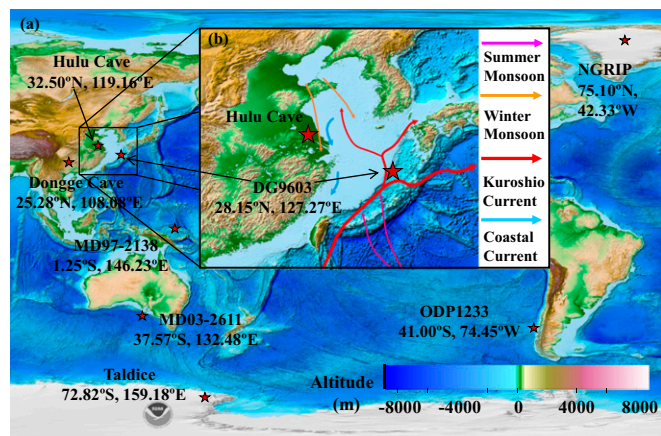 (a)
Hulu Cave
32.50ºN, 119.16ºE
(b)
Hulu Cave
DG9603
28.15ºN, 127.27ºE
Summer
Monsoon
Winter
Monsoon
Kuroshio
Current
Coastal
Current
NGRIP
75.10ºN,
42.33ºW
Dongge Cave
25.28ºN, 108.08ºE
MD97-2138
1.25ºS, 146.23ºE
MD03-2611
37.57ºS, 132.48ºE
ODP1233
41.00ºS, 74.45ºW
Taldice
72.82ºS, 159.18ºE
Altitude
(m)
-8000 -4000 0 4000 8000